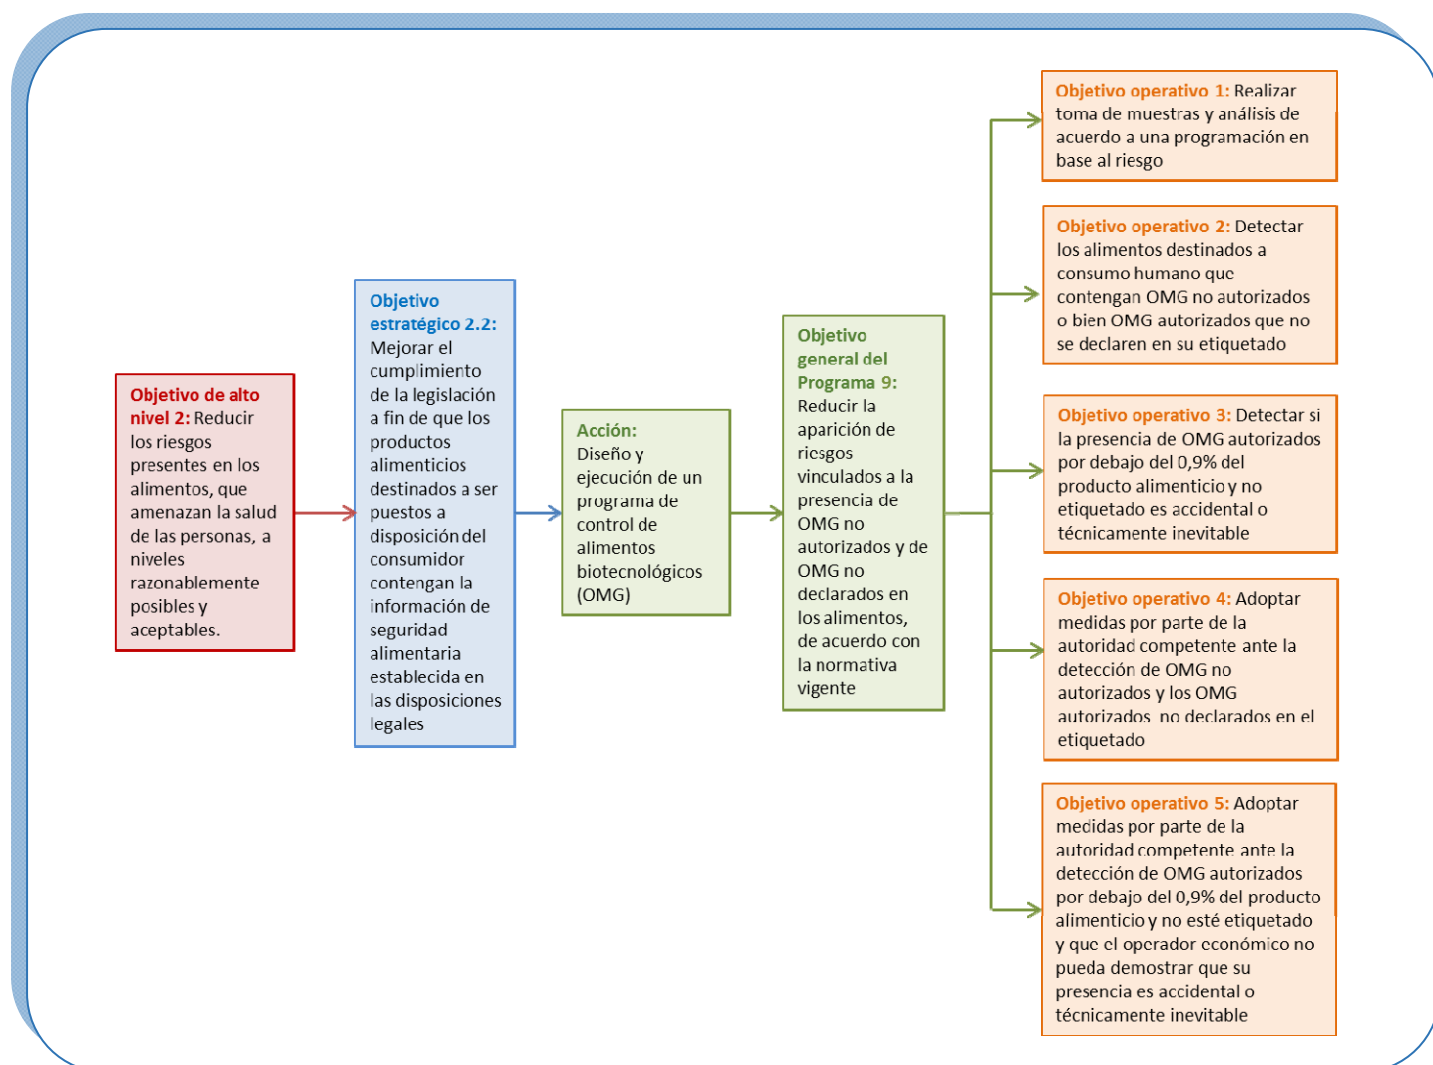 Objetivo de alto
nivel 2: Reducir
los riesgos
presentes en los
alimentos, que
amenazan la salud
de las personas, a
niveles
razonablemente
posibles y
aceptables.
Objetivo
estratégico 2.2:
Mejorar el
cumplimiento
de la legislación
a fin de que los
productos
alimenticios
destinados a ser
puestos a
disposición del
consumidor
contengan la
información de
seguridad
alimentaria
establecida en
las disposiciones
legales
Acción:
Diseño y
ejecución de un
programa de
control de
alimentos
biotecnológicos
(OMG)
Objetivo
general del
Programa 9:
Reducir la
aparición de
riesgos
vinculados a la
presencia de
OMG no
autorizados y de
OMG no
declarados en
los alimentos,
de acuerdo con
la normativa
vigente
Objetivo operativo 1: Realizar
toma de muestras y análisis de
acuerdo a una programación en
base al riesgo
Objetivo operativo 2: Detectar
los alimentos destinados a
consumo humano que
contengan OMG no autorizados
o bien OMG autorizados que no
se declaren en su etiquetado
Objetivo operativo 3: Detectar si
la presencia de OMG autorizados
por debajo del 0,9% del
producto alimenticio y no
etiquetado es accidental o
técnicamente inevitable
Objetivo operativo 4: Adoptar
medidas por parte de la
autoridad competente ante la
detección de OMG no
autorizados y los OMG
autorizados no declarados en el
etiquetado
Objetivo operativo 5: Adoptar
medidas por parte de la
autoridad competente ante la
detección de OMG autorizados
por debajo del 0,9% del producto
alimenticio y no esté etiquetado
y que el operador económico no
pueda demostrar que su
presencia es accidental o
técnicamente inevitable